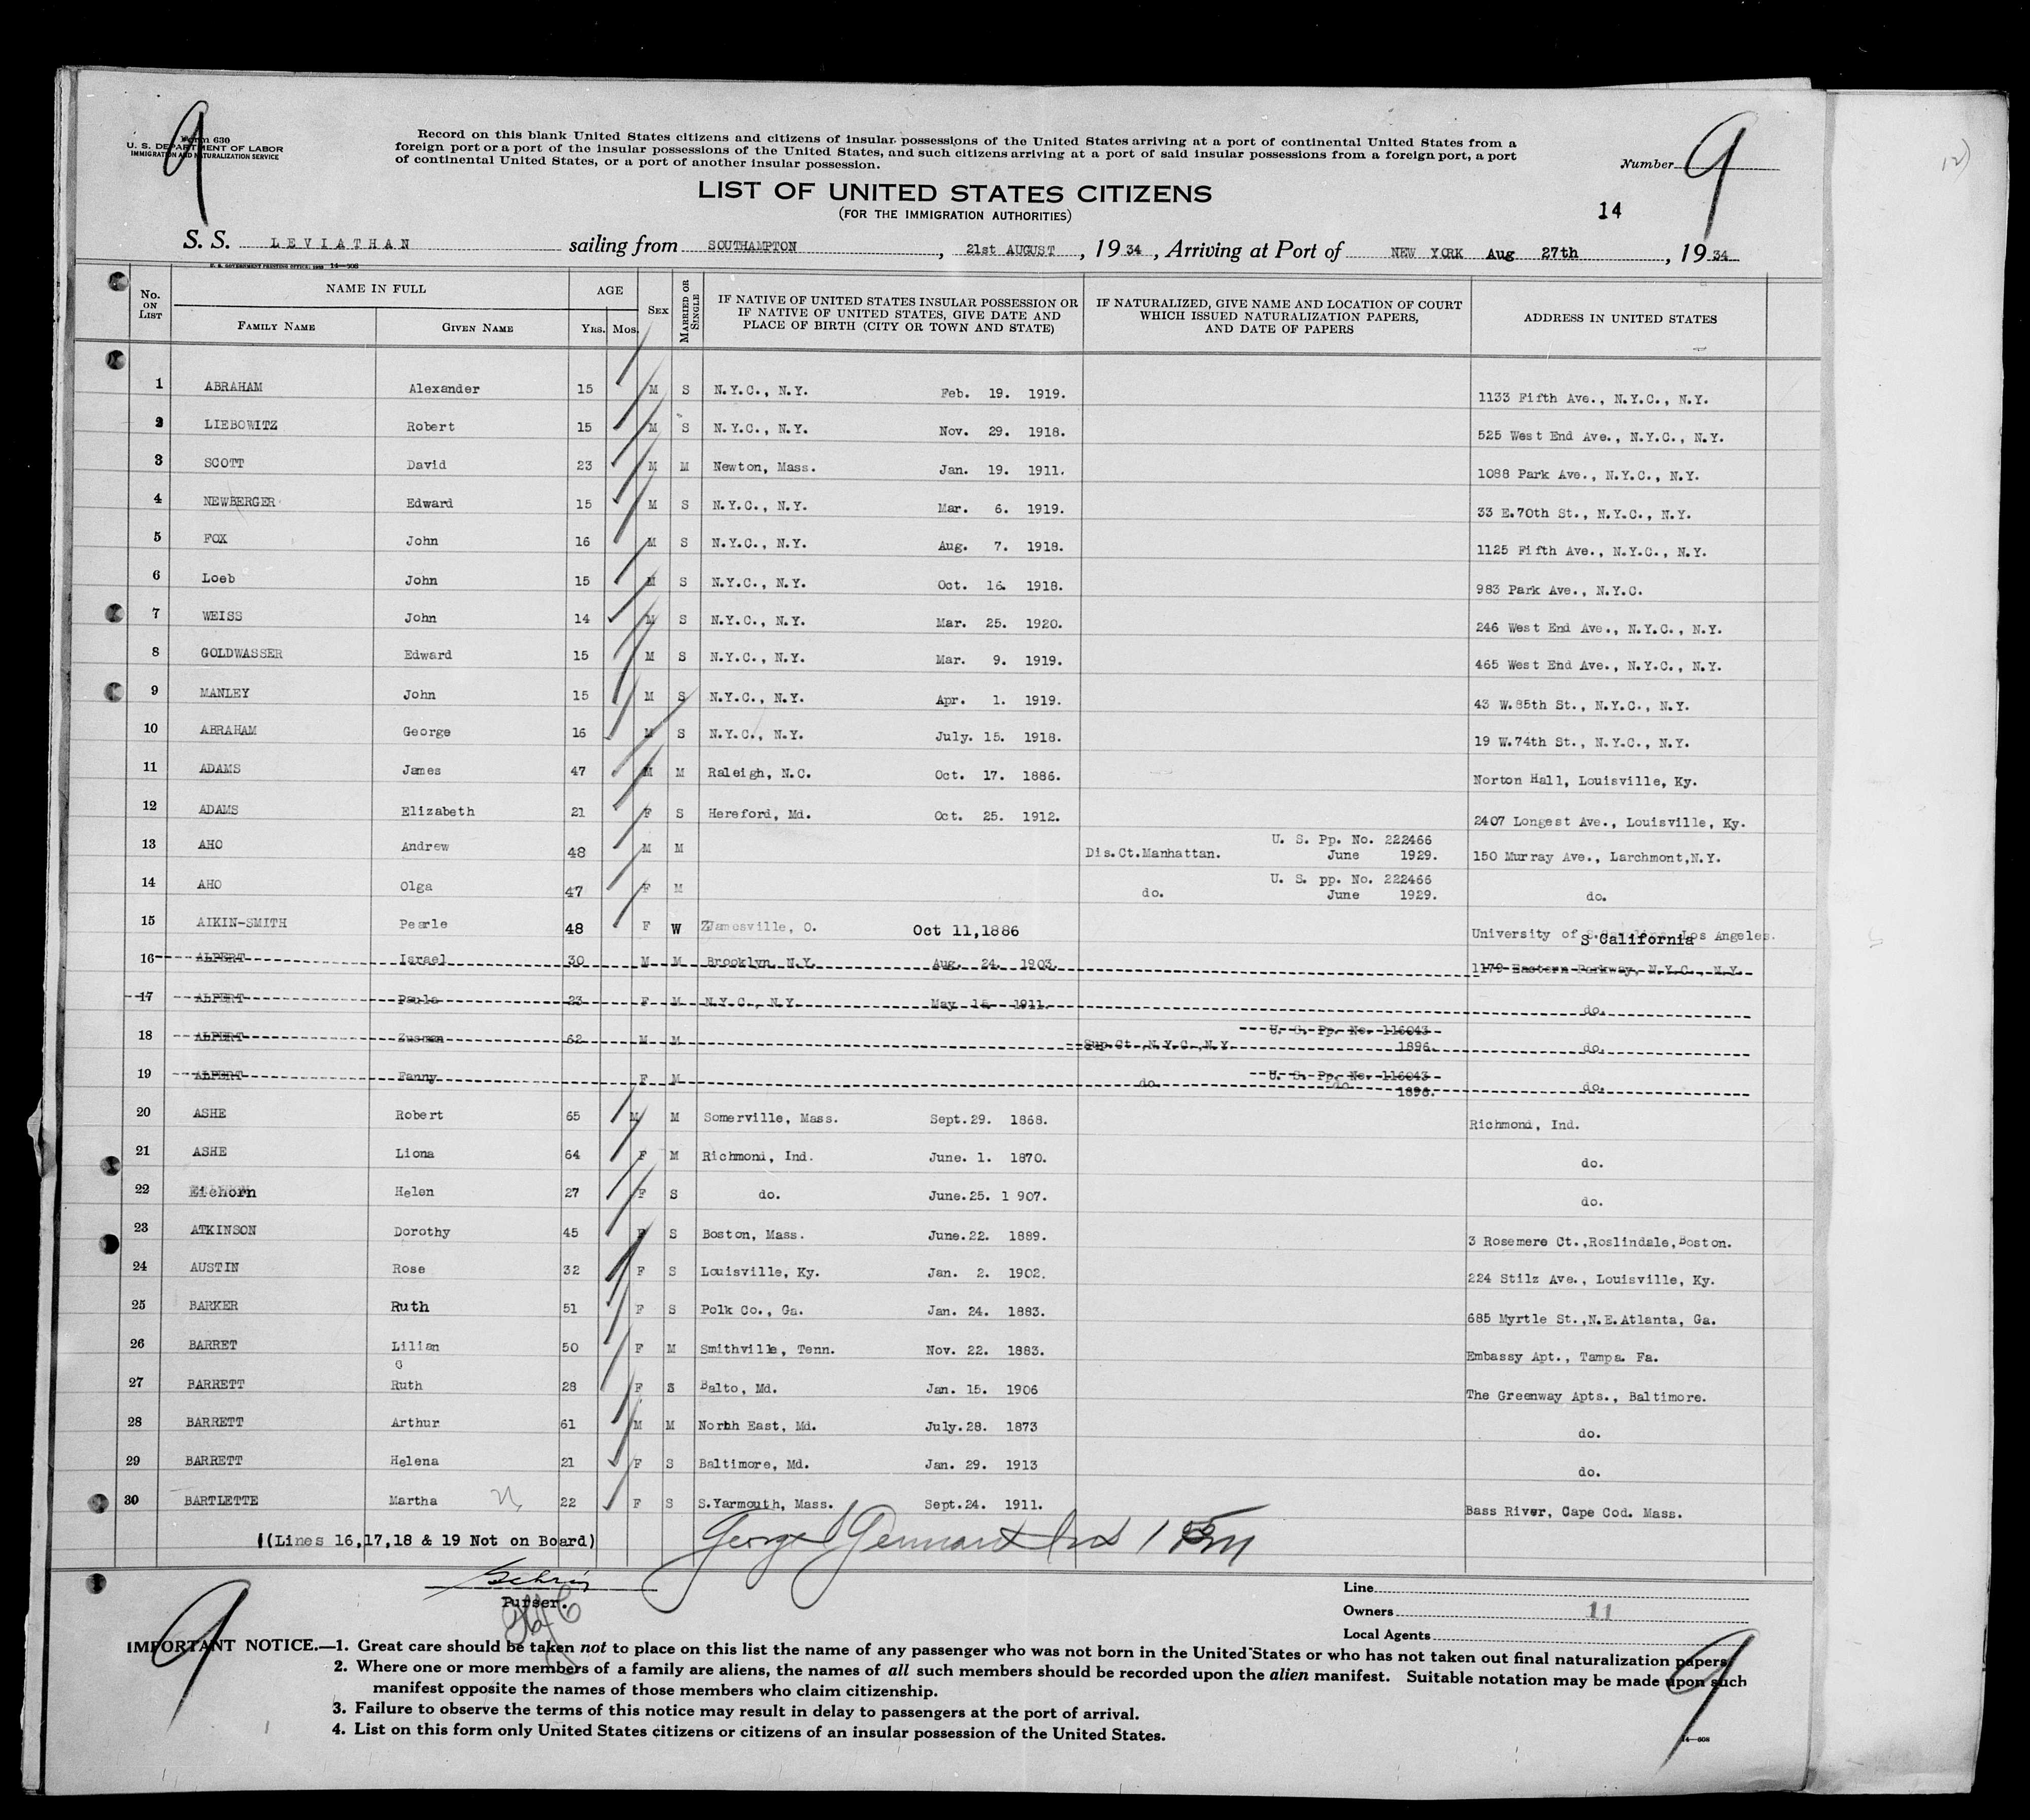 9
9
Form 630
U. S. DEPARTMENT OF LABOR
IMMIGRATION AND NATURALIZATION SERVICE
Record on this blank United States citizens and citizens of insular possessions of the United States arriving at a port of continental United States from a
foreign port or a port of the insular possessions of the United States, and such citizens arriving at a port of said insular possessions from a foreign port, a port
of continental United States, or a port of another insular possession.
Number
12)
LIST OF UNITED STATES CITIZENS
(FOR THE IMMIGRATION AUTHORITIES)
14
S. S. LEVIATHAN sailing from SOUTHAMPTON, 21st AUGUST, 1934, Arriving at Port of NEW YORK Aug 27th, 1934
U. S. GOVERNMENT PRINTING OFFICE: 14—608
No. ON LIST NAME IN FULL FAMILY NAME GIVEN NAME AGE YRS. MOS. SEX MARRIED OR SINGLE IF NATIVE OF UNITED STATES INSULAR POSSESSION OR IF NATIVE OF UNITED STATES, GIVE DATE AND PLACE OF BIRTH (CITY OR TOWN AND STATE) IF NATURALIZED, GIVE NAME AND LOCATION OF COURT WHICH ISSUED NATURALIZATION PAPERS, AND DATE OF PAPERS ADDRESS IN UNITED STATES
1 ABRAHAM Alexander 15 M S N.Y.C., N.Y. Feb. 19. 1919. 1133 Fifth Ave., N.Y.C., N.Y.
2 LIEBOWITZ Robert 15 M S N.Y.C., N.Y. Nov. 29. 1918. 525 West End Ave., N.Y.C., N.Y.
3 SCOTT David 23 M M Newton, Mass. Jan. 19. 1911. 1088 Park Ave., N.Y.C., N.Y.
4 NEWBERGER Edward 15 M S N.Y.C., N.Y. Mar. 6. 1919. 33 E.70th St., N.Y.C., N.Y.
5 FOX John 16 M S N.Y.C., N.Y. Aug. 7. 1918. 1125 Fifth Ave., N.Y.C., N.Y.
6 Loeb John 15 M S N.Y.C., N.Y. Oct. 16. 1918. 983 Park Ave., N.Y.C.
7 WEISS John 14 M S N.Y.C., N.Y. Mar. 25. 1920. 246 West End Ave., N.Y.C., N.Y.
8 GOLDWASSER Edward 15 M S N.Y.C., N.Y. Mar. 9. 1919. 465 West End Ave., N.Y.C., N.Y.
9 MANLEY John 15 M S N.Y.C., N.Y. Apr. 1. 1919. 43 W.85th St., N.Y.C., N.Y.
10 ABRAHAM George 16 M S N.Y.C., N.Y. July. 15. 1918. 19 W.74th St., N.Y.C., N.Y.
11 ADAMS James 47 M M Raleigh, N.C. Oct. 17. 1886. Norton Hall, Louisville, Ky.
12 ADAMS Elizabeth 21 F S Hereford, Md. Oct. 25. 1912. 2407 Longest Ave., Louisville, Ky.
13 AHO Andrew 48 M M Dis.Ct.Manhattan. U. S. Pp. No. 222466 June 1929. 150 Murray Ave., Larchmont,N.Y.
14 AHO Olga 47 F M do. U. S. pp. No. 222466 June 1929. do.
15 AIKIN-SMITH Pearle 48 F W Zamesville, O. Oct 11,1886 University of S California Los Angeles.
16 ALPERT Israel 30 M M Brooklyn, N.Y. Aug. 24. 1903. 1179 Eastern Parkway, N.Y.C., N.Y.
17 ALPERT Paula 23 F M N.Y.C., N.Y. May 15 1911. do.
18 ALPERT Zusman 62 M M Sup.Ct.,N.Y.C.,N.Y. U. S. Pp. No. 116043 1896. do.
19 ALPERT Fanny F M do. U. S. Pp. No. 116043 do. 1896. do.
20 ASHE Robert 65 M M Somerville, Mass. Sept.29. 1868. Richmond, Ind.
21 ASHE Liona 64 F M Richmond, Ind. June. 1. 1870. do.
22 Eichorn Helen 27 F S do. June.25. 1 907. do.
23 ATKINSON Dorothy 45 F S Boston, Mass. June.22. 1889. 3 Rosemere Ct.,Roslindale,Boston.
24 AUSTIN Rose 32 F S Louisville, Ky. Jan. 2. 1902. 224 Stilz Ave., Louisville, Ky.
25 BARKER Ruth 51 F S Polk Co., Ga. Jan. 24. 1883. 685 Myrtle St.,N.E.Atlanta, Ga.
26 BARRET Lilian G 50 F M Smithville, Tenn. Nov. 22. 1883. Embassy Apt., Tampa. Fa.
27 BARRETT Ruth 28 F S Balto, Md. Jan. 15. 1906 The Greenway Apts., Baltimore.
28 BARRETT Arthur 61 M M North East, Md. July.28. 1873 do.
29 BARRETT Helena 21 F S Baltimore, Md. Jan. 29. 1913 do.
30 BARTLETTE Martha 22 F S S.Yarmouth, Mass. Sept.24. 1911. Bass River, Cape Cod. Mass.
(Lines 16,17,18 & 19 Not on Board)
George
Purser.
Line
Owners 11
Local Agents
9
9
IMPORTANT NOTICE.—1. Great care should be taken not to place on this list the name of any passenger who was not born in the United States or who has not taken out final naturalization papers.
2. Where one or more members of a family are aliens, the names of all such members should be recorded upon the alien manifest. Suitable notation may be made upon such
manifest opposite the names of those members who claim citizenship.
3. Failure to observe the terms of this notice may result in delay to passengers at the port of arrival.
4. List on this form only United States citizens or citizens of an insular possession of the United States.
14—608